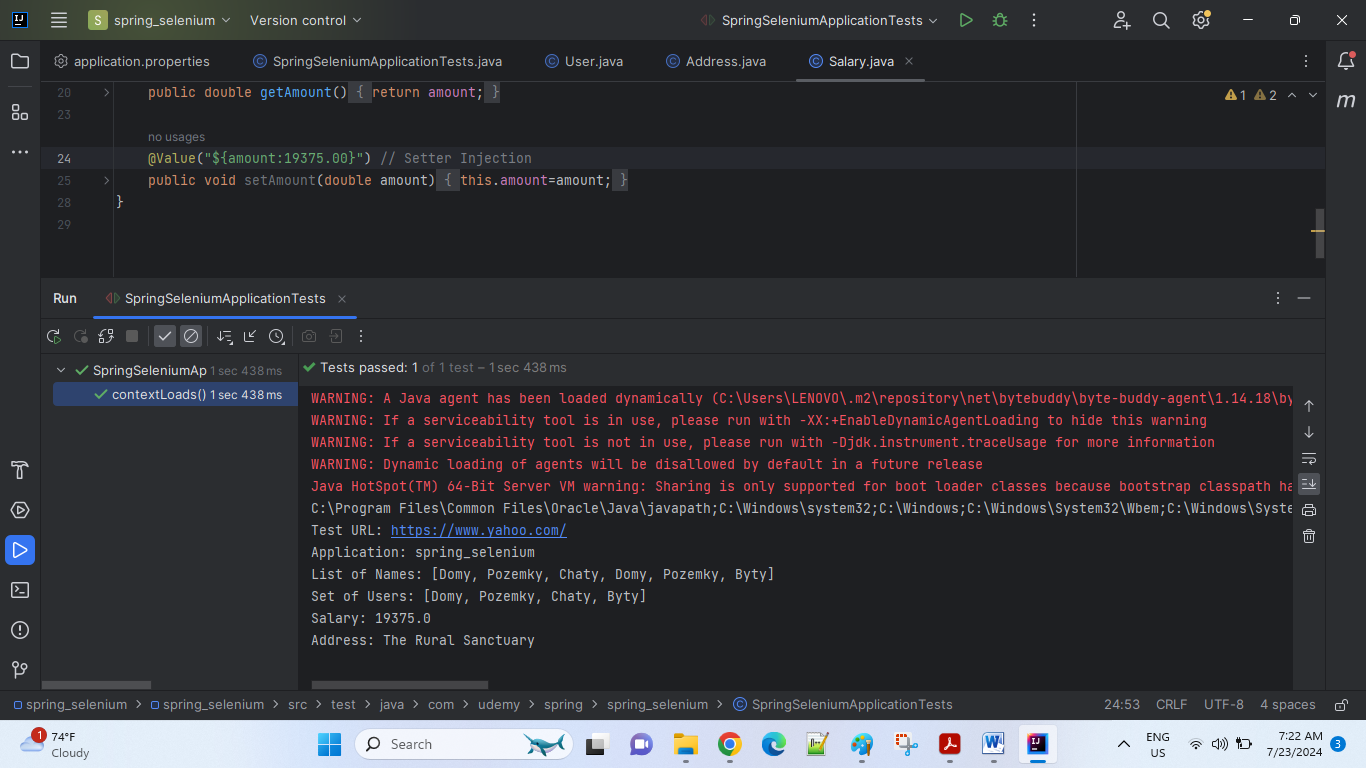 S spring_selenium Version control SpringSeleniumApplicationTests
application.properties SpringSeleniumApplicationTests.java User.java Address.java Salary.java
20 public double getAmount() { return amount; }
1 2
23
no usages
24 @Value("${amount:19375.00}") // Setter Injection
25 public void setAmount(double amount) { this.amount=amount; }
28 }
29
Run SpringSeleniumApplicationTests
SpringSeleniumAp 1 sec 438 ms
contextLoads() 1 sec 438 ms
Tests passed: 1 of 1 test – 1 sec 438 ms
WARNING: A Java agent has been loaded dynamically (C:\Users\LENOVO\.m2\repository\net\bytebuddy\byte-buddy-agent\1.14.18\by
WARNING: If a serviceability tool is in use, please run with -XX:+EnableDynamicAgentLoading to hide this warning
WARNING: If a serviceability tool is not in use, please run with -Djdk.instrument.traceUsage for more information
WARNING: Dynamic loading of agents will be disallowed by default in a future release
Java HotSpot(TM) 64-Bit Server VM warning: Sharing is only supported for boot loader classes because bootstrap classpath ha
C:\Program Files\Common Files\Oracle\Java\javapath;C:\Windows\system32;C:\Windows;C:\Windows\System32\Wbem;C:\Windows\Syste
Test URL: https://www.yahoo.com/
Application: spring_selenium
List of Names: [Domy, Pozemky, Chaty, Domy, Pozemky, Byty]
Set of Users: [Domy, Pozemky, Chaty, Byty]
Salary: 19375.0
Address: The Rural Sanctuary
spring_selenium > spring_selenium > src > test > java > com > udemy > spring > spring_selenium > SpringSeleniumApplicationTests
24:53 CRLF UTF-8 4 spaces
1 74°F
Cloudy
Search
ENG
US
7:22 AM
7/23/2024
3